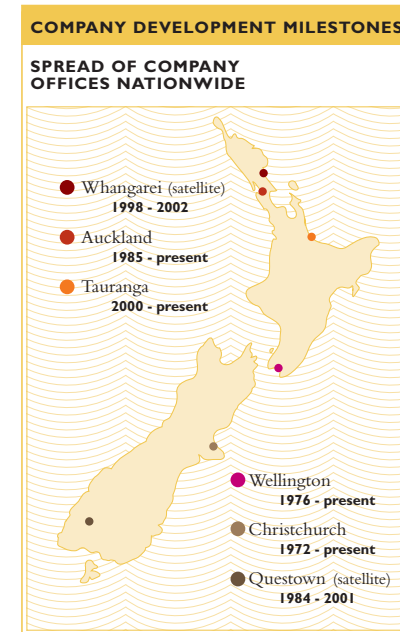 COMPANY DEVELOPMENT MILESTONES
SPREAD OF COMPANY
OFFICES NATIONWIDE
Whangarei (satellite)
1998 - 2002
Auckland
1985 - present
Tauranga
2000 - present
Wellington
1976 - present
Christchurch
1972 - present
Questown (satellite)
1984 - 2001